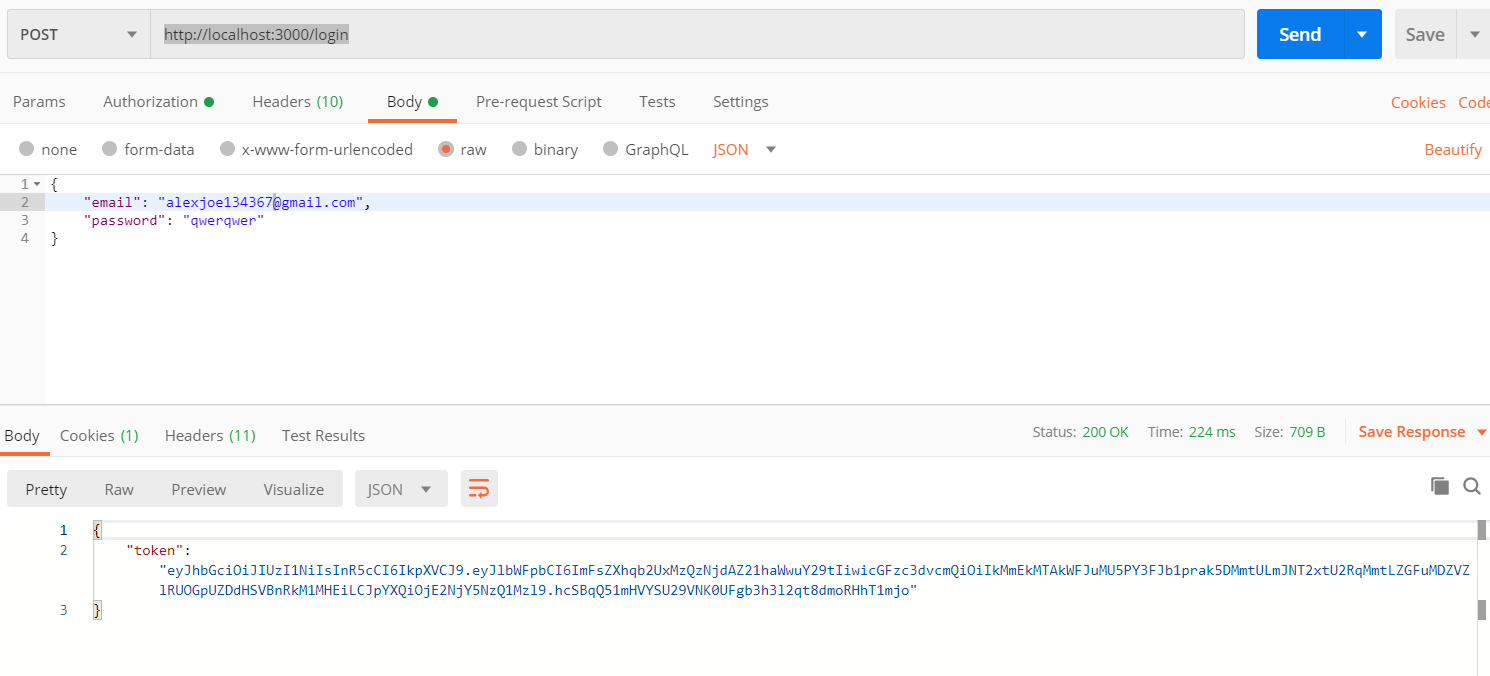 POST http://localhost:3000/login Send Save
Params Authorization Headers (10) Body Pre-request Script Tests Settings Cookies Code
none form-data x-www-form-urlencoded raw binary GraphQL JSON Beautify
1 {
2 "email": "alexjoe134367@gmail.com",
3 "password": "qwerqwer"
4 }
Body Cookies (1) Headers (11) Test Results Status: 200 OK Time: 224 ms Size: 709 B Save Response
Pretty Raw Preview Visualize JSON
1 {
2 "token":
"eyJhbGciOiJIUzI1NiIsInR5cCI6IkpXVCJ9.eyJlbWFpbCI6ImFsZXhqb2UxMzQzNjdAZ21haWwuY29tIiwicGFzc3dvcmQiOiIkMmEkMTAkWFJuMU5PY3FJb1prak5DMmtULmJNT2xtU2RqMmtLZGFuMDZVZ
lRUOGpUZDdHSVBnRkM1MHEiLCJpYXQiOjE2NjY5NzQ1Mzl9.hcSBqQ51mHVYSU29VNK0UFgb3h3l2qt8dmoRHhT1mjo"
3 }